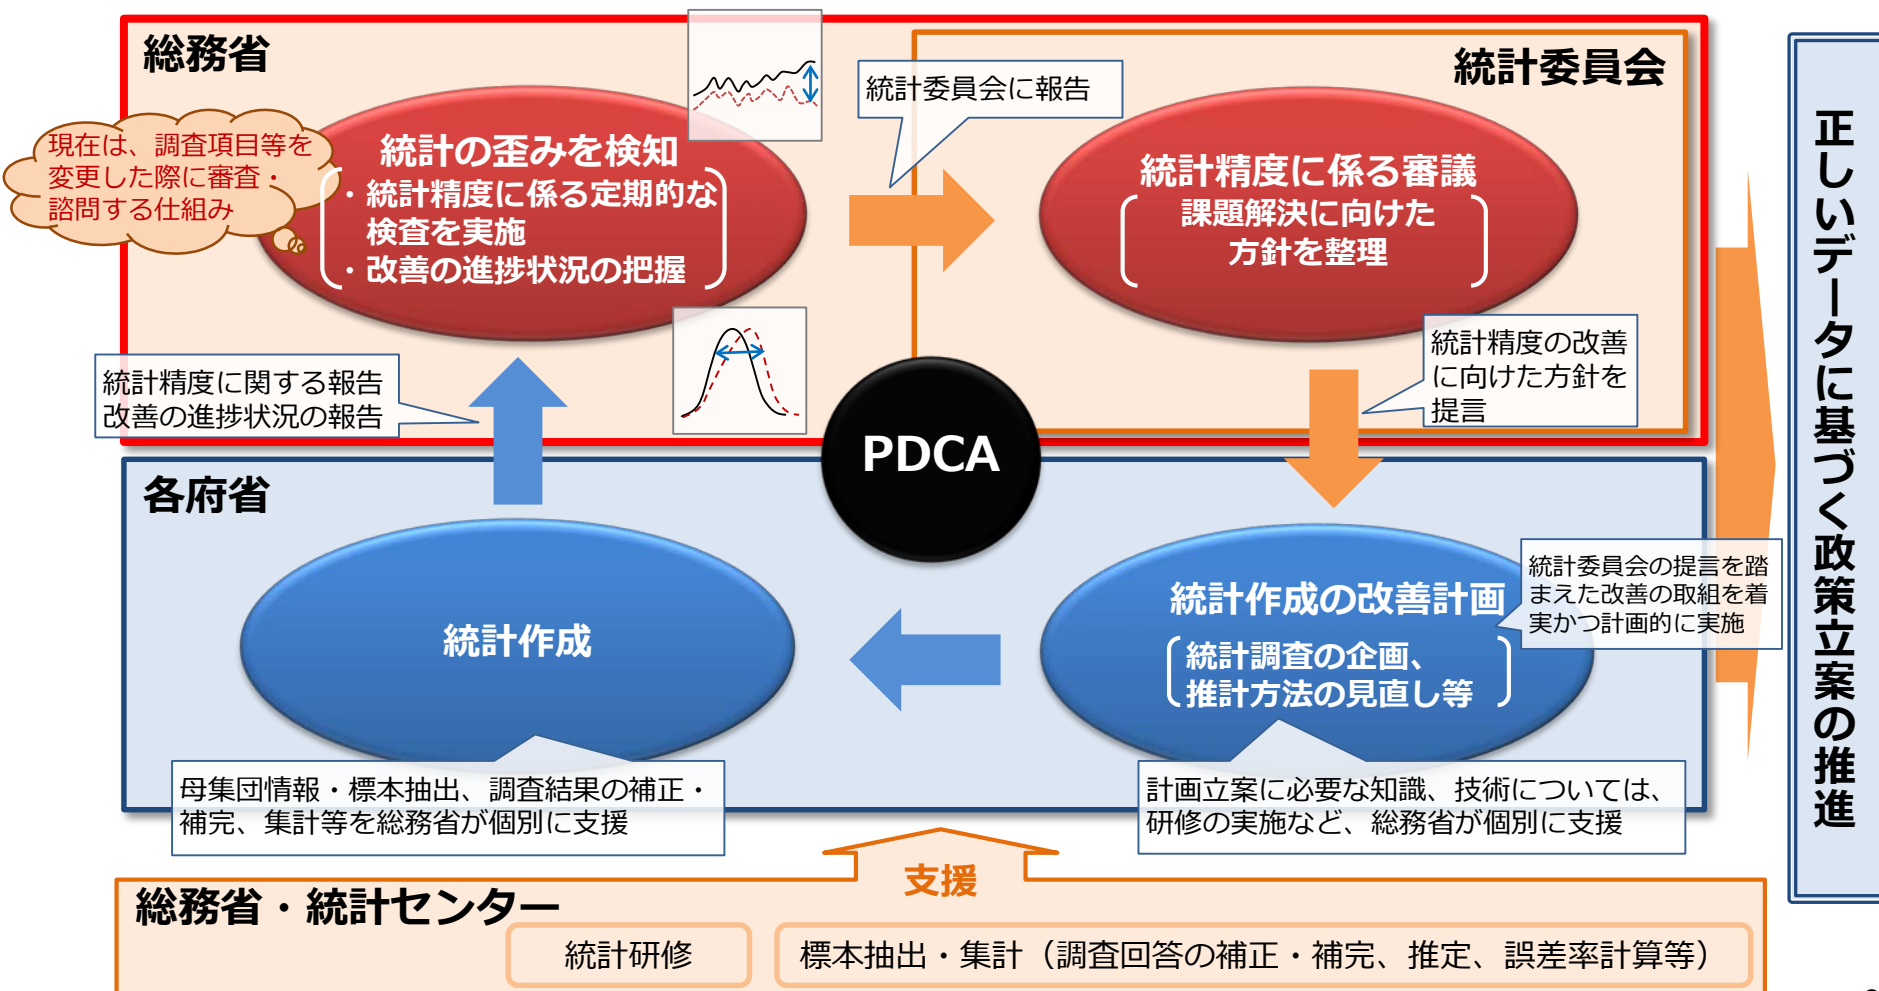 総務省
統計委員会
統計委員会に報告
現在は、調査項目等を
変更した際に審査・
諮問する仕組み
統計の歪みを検知
・統計精度に係る定期的な
検査を実施
・改善の進捗状況の把握
統計精度に係る審議
課題解決に向けた
方針を整理
統計精度に関する報告
改善の進捗状況の報告
統計精度の改善
に向けた方針を
提言
PDCA
各府省
統計作成
統計作成の改善計画
統計調査の企画、
推計方法の見直し等
統計委員会の提言を踏
まえた改善の取組を着
実かつ計画的に実施
母集団情報・標本抽出、調査結果の補正・
補完、集計等を総務省が個別に支援
計画立案に必要な知識、技術については、
研修の実施など、総務省が個別に支援
支援
総務省・統計センター
統計研修
標本抽出・集計（調査回答の補正・補完、推定、誤差率計算等）
正しいデータに基づく政策立案の推進